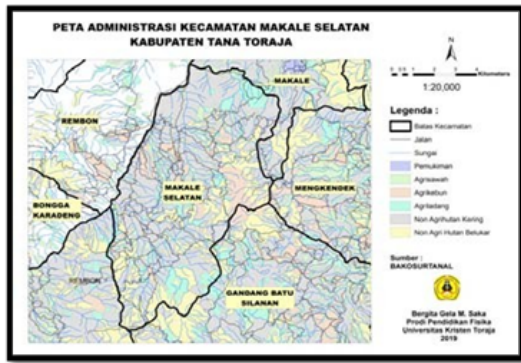 PETA ADMINISTRASI KECAMATAN MAKALE SELATAN
KABUPATEN TANA TORAJA
N
Kilometers
1:20,000
Legenda :
Batas Kecamatan
Jalan
Sungai
Pemukiman
Agrisawah
Agrikebun
Agriladang
Non Agrihutan Kering
Non Agri Hutan Belukar
Sumber :
BAKOSURTANAL
Bergita Gela M. Saka
Prodi Pendidikan Fisika
Universitas Kristen Toraja
2019
MAKALE
REMBON
MAKALE
SELATAN
MENGKENDEK
BONGGA
KARADENG
REMBON
GANDANG BATU
SILANAN